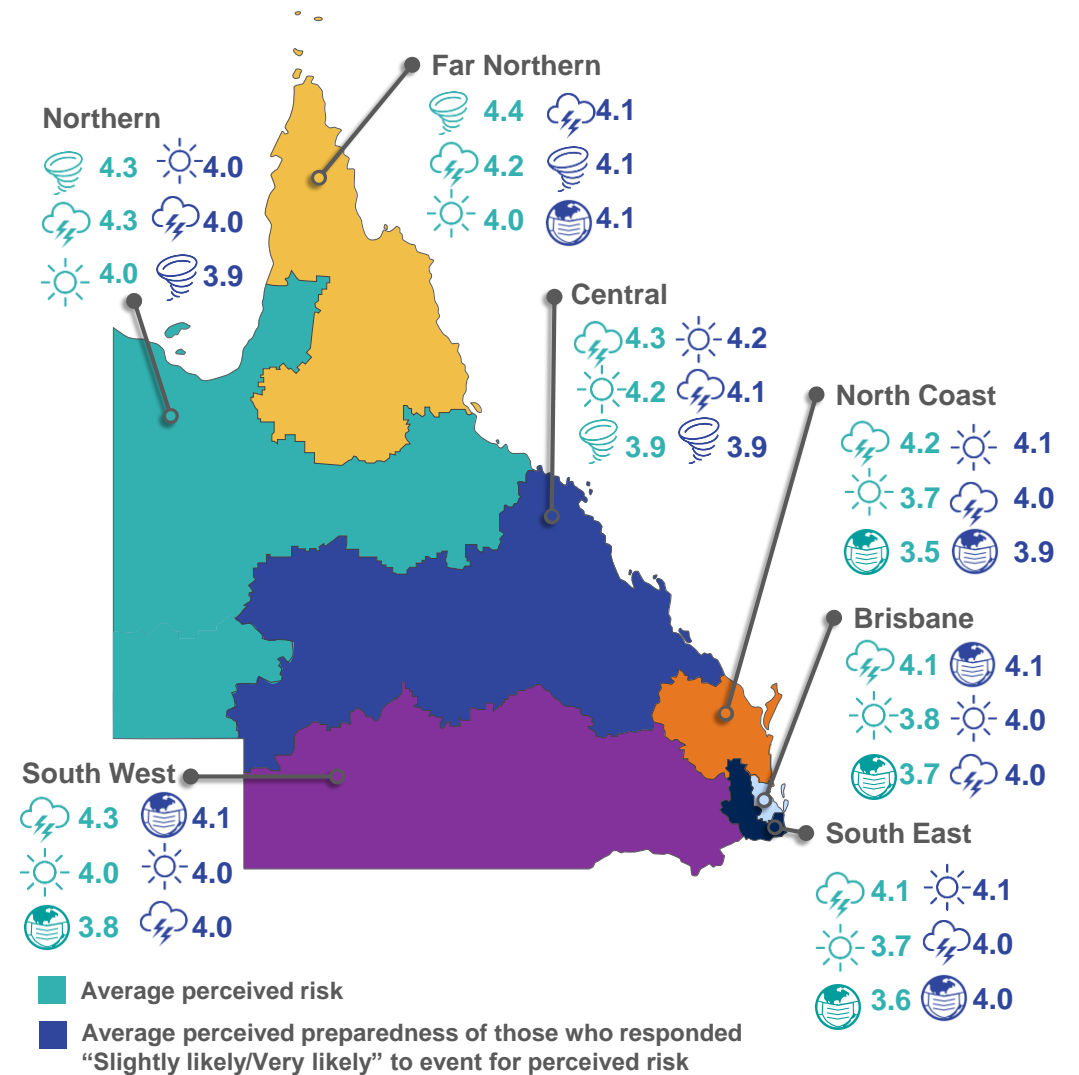 Far Northern
4.4 4.1
4.2 4.1
4.0 4.1
Northern
4.3 4.0
4.3 4.0
4.0 3.9
Central
4.3 4.2
4.2 4.1
3.9 3.9
North Coast
4.2 4.1
3.7 4.0
3.5 3.9
Brisbane
4.1 4.1
3.8 4.0
3.7 4.0
South West
4.3 4.1
4.0 4.0
3.8 4.0
South East
4.1 4.1
3.7 4.0
3.6 4.0
Average perceived risk
Average perceived preparedness of those who responded
“Slightly likely/Very likely” to event for perceived risk